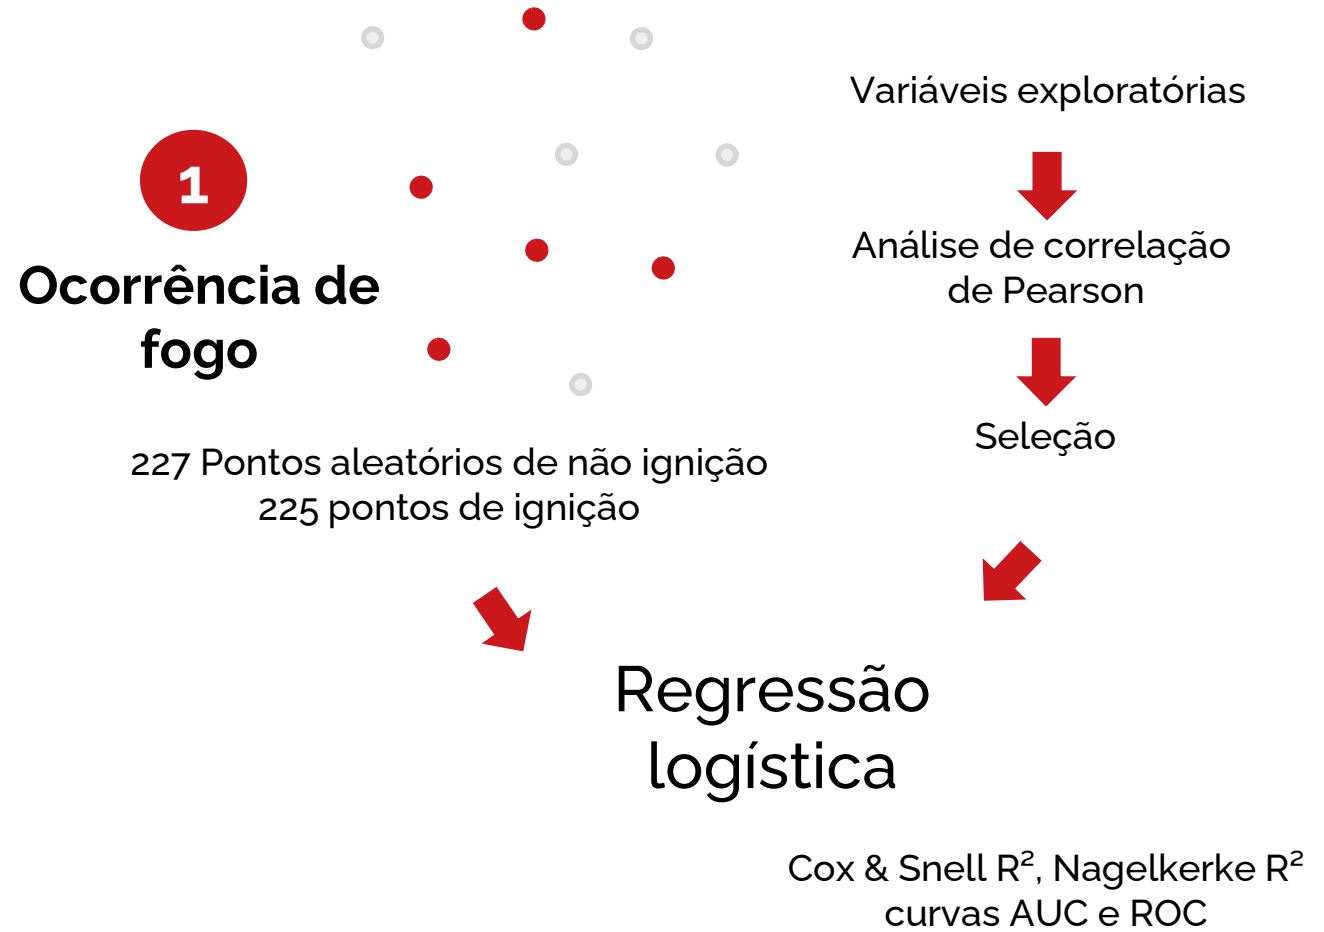 1
Ocorrência de
fogo
227 Pontos aleatórios de não ignição
225 pontos de ignição
Variáveis exploratórias
Análise de correlação
de Pearson
Seleção
Regressão
logística
Cox & Snell R², Nagelkerke R²
curvas AUC e ROC